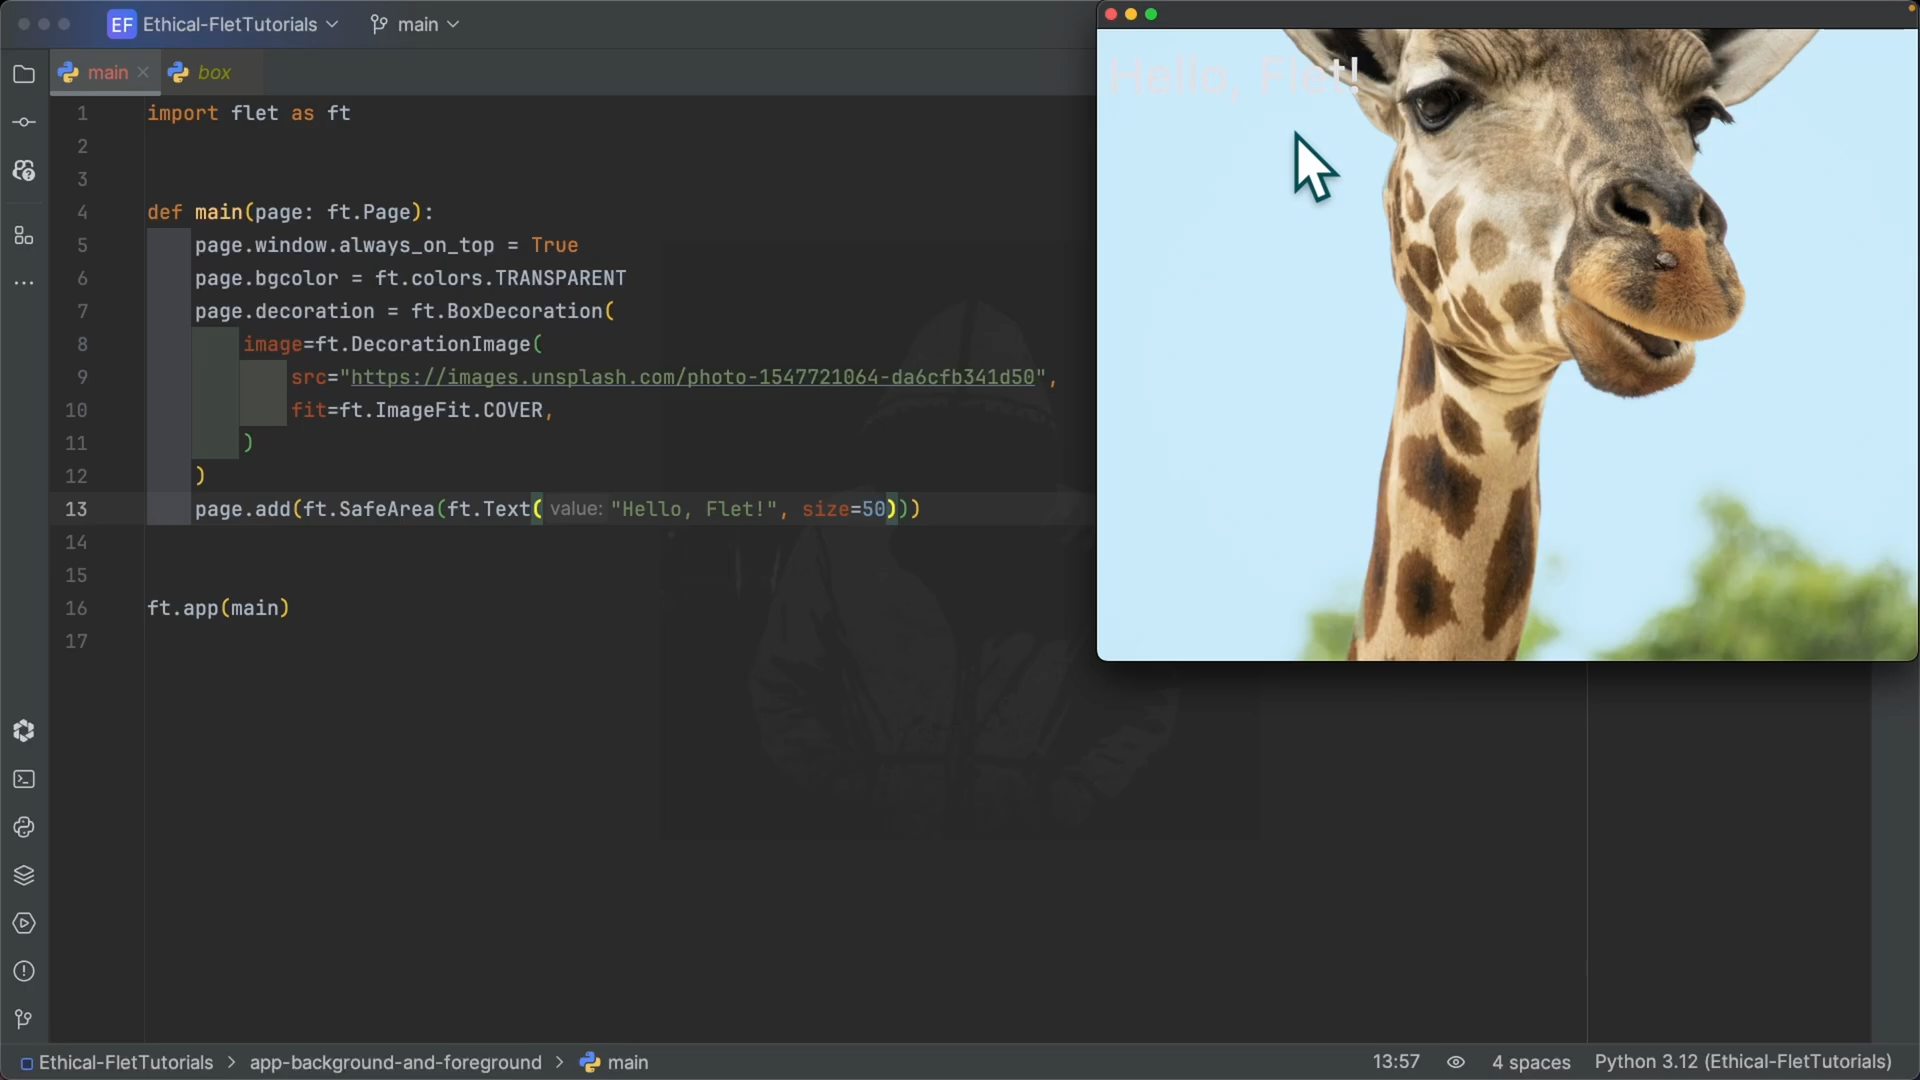 EF Ethical-FletTutorials main
main box
1 import flet as ft
2
3
4 def main(page: ft.Page):
5 page.window.always_on_top = True
6 page.bgcolor = ft.colors.TRANSPARENT
7 page.decoration = ft.BoxDecoration(
8 image=ft.DecorationImage(
9 src="https://images.unsplash.com/photo-1547721064-da6cfb341d50",
10 fit=ft.ImageFit.COVER,
11 )
12 )
13 page.add(ft.SafeArea(ft.Text( value: "Hello, Flet!", size=50)))
14
15
16 ft.app(main)
17
Hello, Flet!
Ethical-FletTutorials > app-background-and-foreground > main
13:57 4 spaces Python 3.12 (Ethical-FletTutorials)